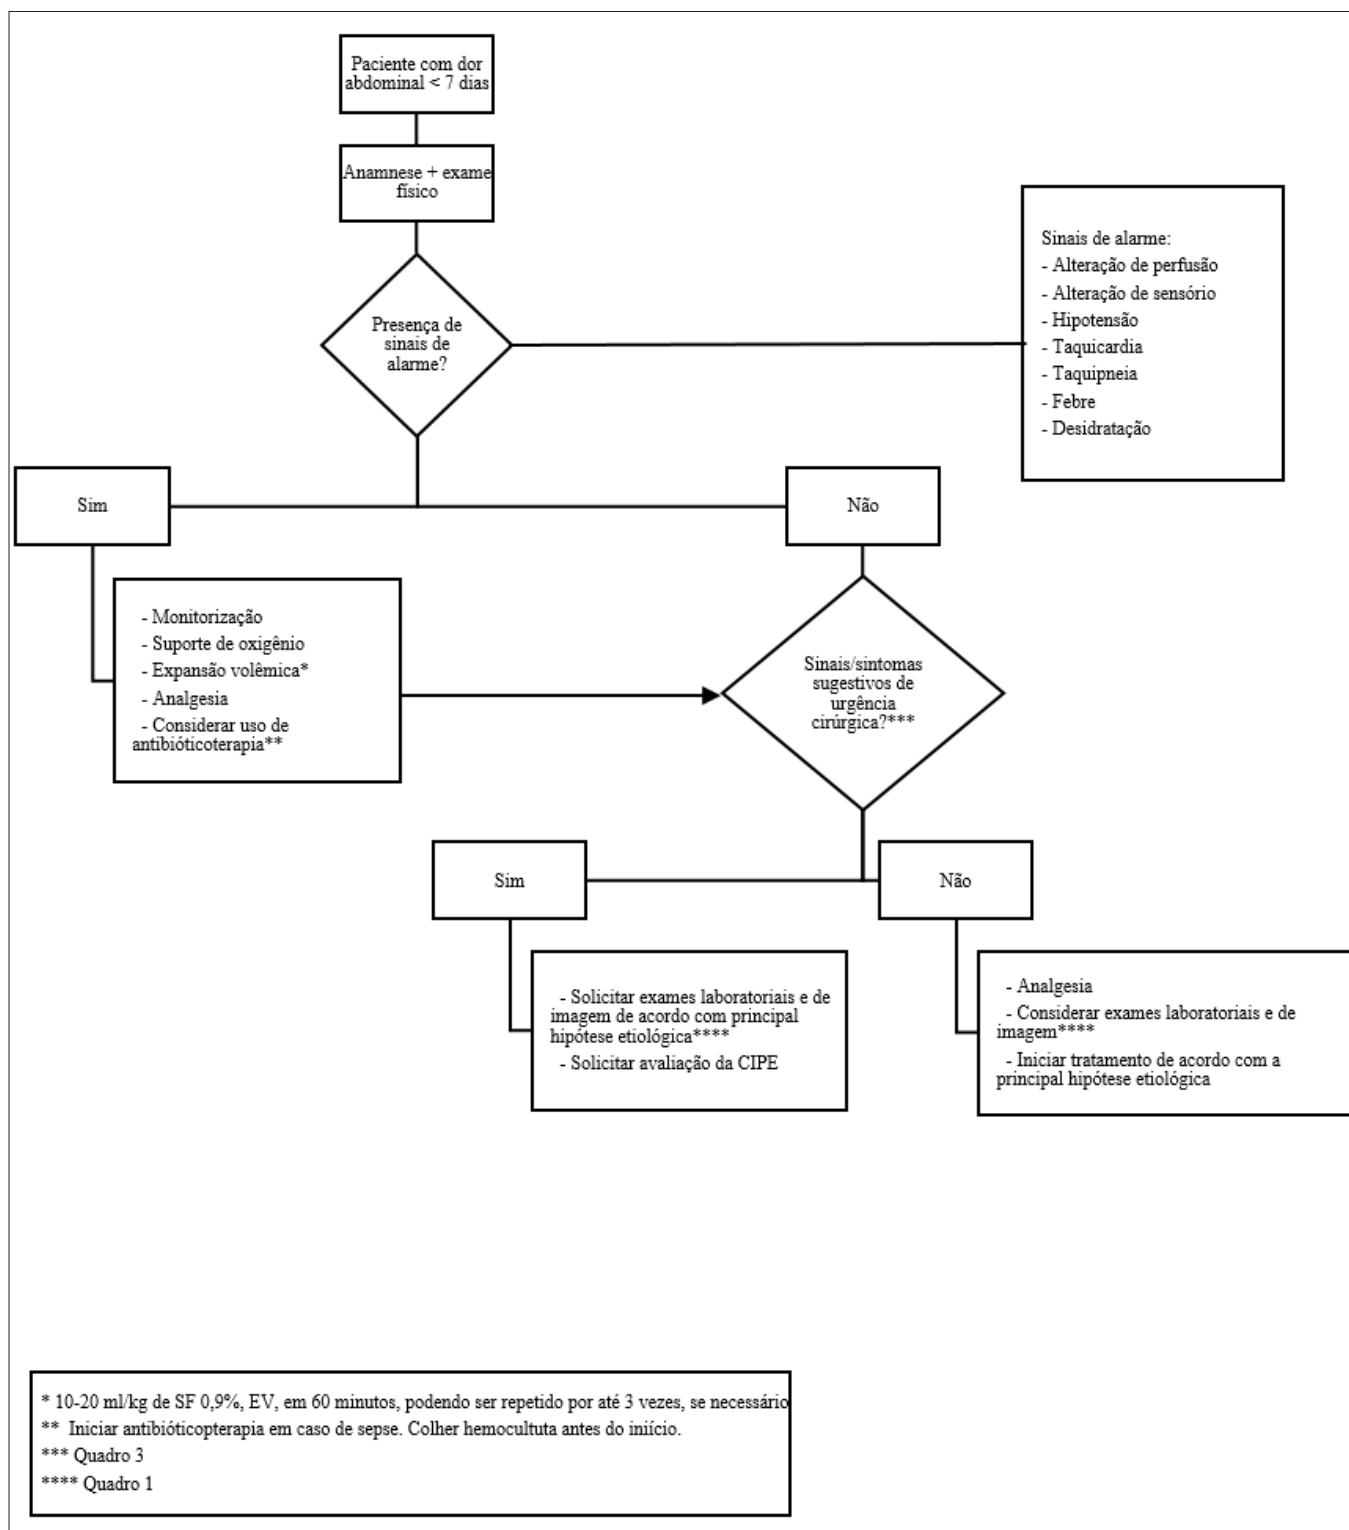 Paciente com dor
abdominal < 7 dias
Anamnese + exame
físico
Presença de
sinais de
alarme?
Sinais de alarme:
- Alteração de perfusão
- Alteração de sensório
- Hipotensão
- Taquicardia
- Taquipneia
- Febre
- Desidratação
Sim
Não
- Monitorização
- Suporte de oxigênio
- Expansão volêmica*
- Analgesia
- Considerar uso de
antibióticoterapia**
Sinais/sintomas
sugestivos de
urgência
cirúrgica?***
Sim
Não
- Solicitar exames laboratoriais e de
imagem de acordo com principal
hipótese etiológica****
- Solicitar avaliação da CIPE
- Analgesia
- Considerar exames laboratoriais e de
imagem****
- Iniciar tratamento de acordo com a
principal hipótese etiológica
* 10-20 ml/kg de SF 0,9%, EV, em 60 minutos, podendo ser repetido por até 3 vezes, se necessário
** Iniciar antibióticopterapia em caso de sepse. Colher hemocultuta antes do iniício.
*** Quadro 3
**** Quadro 1